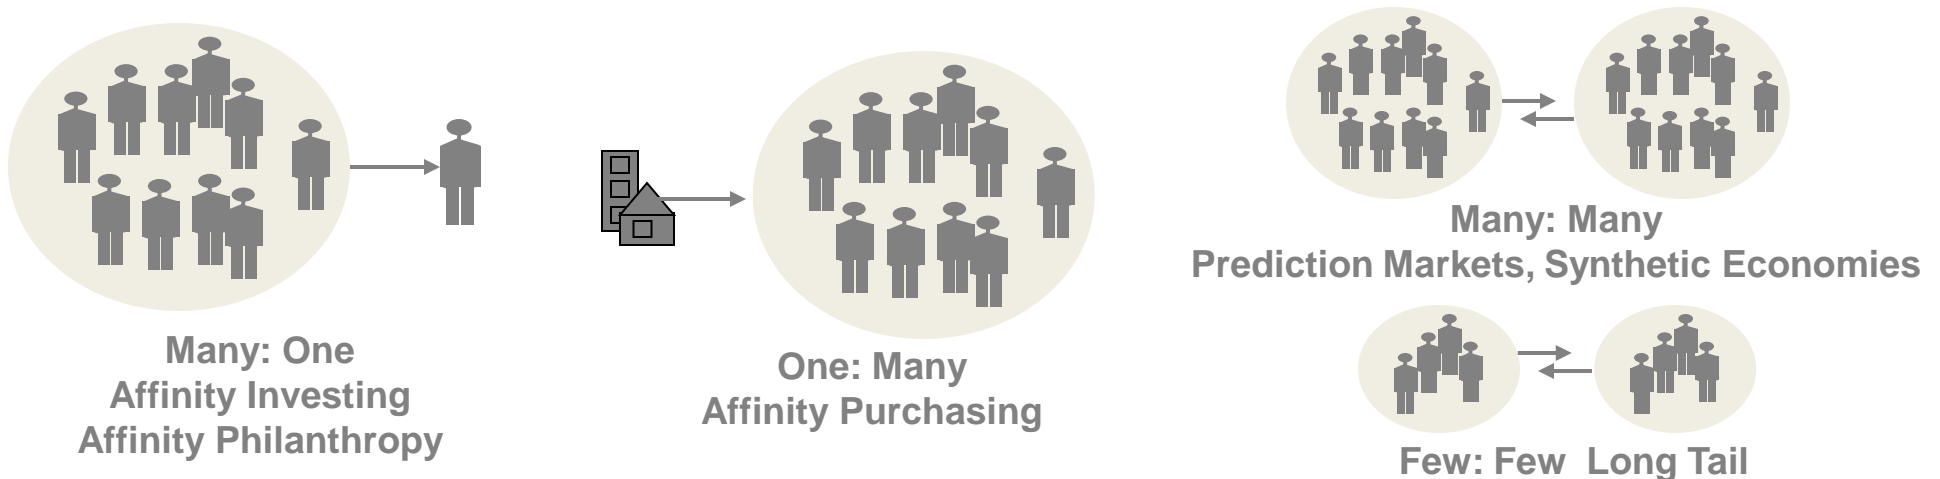 Many: One
Affinity Investing
Affinity Philanthropy
One: Many
Affinity Purchasing
Many: Many
Prediction Markets, Synthetic Economies
Few: Few  Long Tail